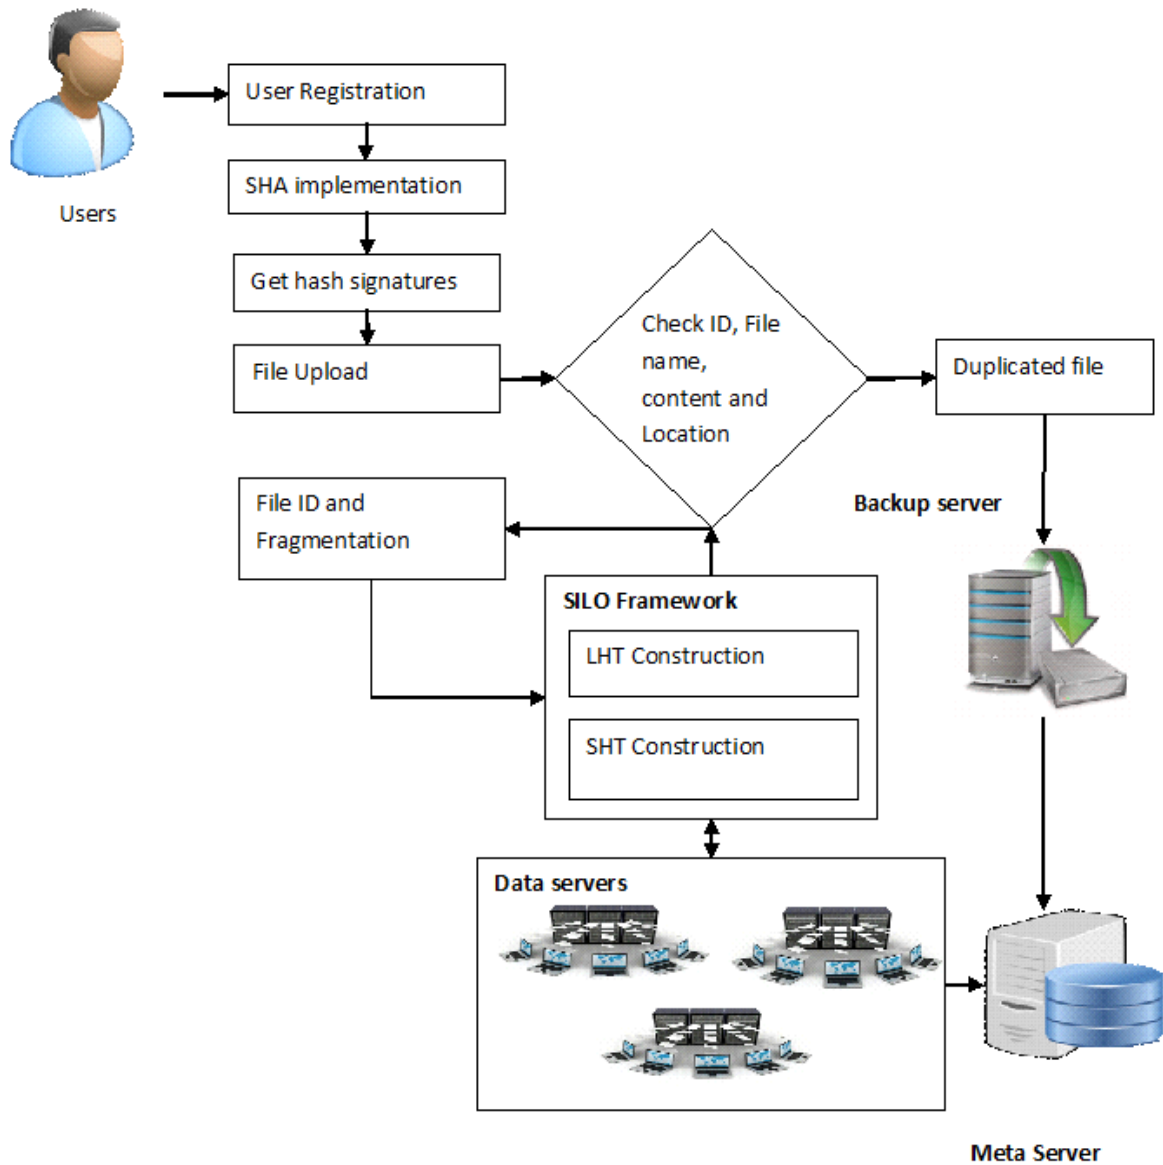 User Registration
Users
SHA implementation
Get hash signatures
File Upload
Check ID, File
name,
content and
Location
Duplicated file
File ID and
Fragmentation
Backup server
SILO Framework
LHT Construction
SHT Construction
Data servers
Meta Server